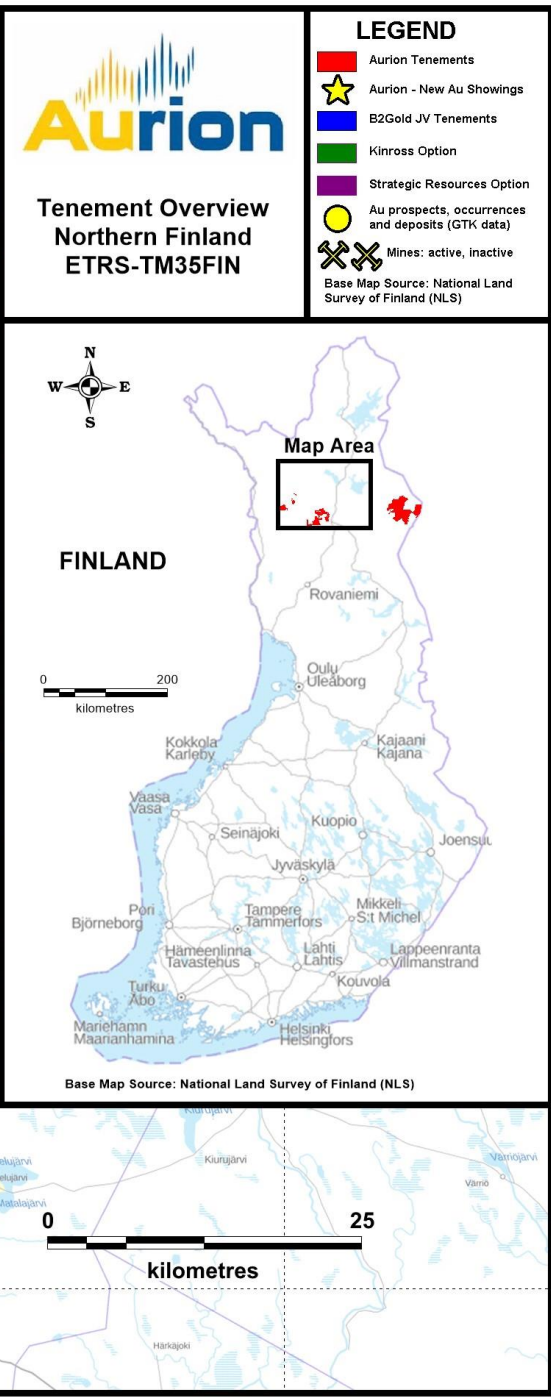 Aurion
Tenement Overview
Northern Finland
ETRS-TM35FIN
LEGEND
Aurion Tenements
Aurion - New Au Showings
B2Gold JV Tenements
Kinross Option
Strategic Resources Option
Au prospects, occurrences
and deposits (GTK data)
Mines: active, inactive
Base Map Source: National Land
Survey of Finland (NLS)
N
W E
S
Map Area
FINLAND
Rovaniemi
0 200
kilometres
Oulu
Uleåborg
Kokkola
Karleby
Kajaani
Kajana
Vaasa
Vasa
Seinäjoki
Kuopio
Joensuu
Jyväskylä
Pori
Björneborg
Tampere
Tammerfors
Mikkeli
S:t Michel
Hämeenlinna
Tavastehus
Lahti
Lahtis
Lappeenranta
Villmanstrand
Kouvola
Turku
Åbo
Mariehamn
Maarianhamina
Helsinki
Helsingfors
Base Map Source: National Land Survey of Finland (NLS)
Kiurujärvi
Kiurujärvi
elujärvi
elujärvi
Matalajärvi
Värriöjärvi
Värriö
0 25
kilometres
Härkäjoki